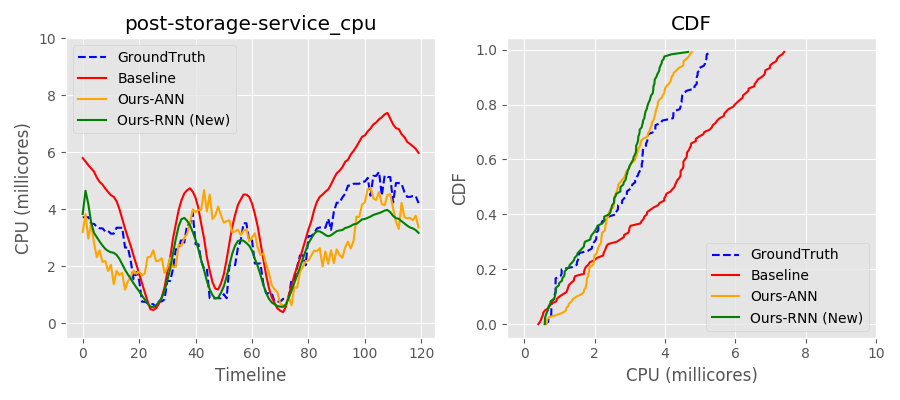 post-storage-service_cpu
10
8
6
4
2
0
CPU (millicores)
GroundTruth
Baseline
Ours-ANN
Ours-RNN (New)
0 20 40 60 80 100 120
Timeline
CDF
1.0
0.8
0.6
0.4
0.2
0.0
CDF
GroundTruth
Baseline
Ours-ANN
Ours-RNN (New)
0 2 4 6 8 10
CPU (millicores)